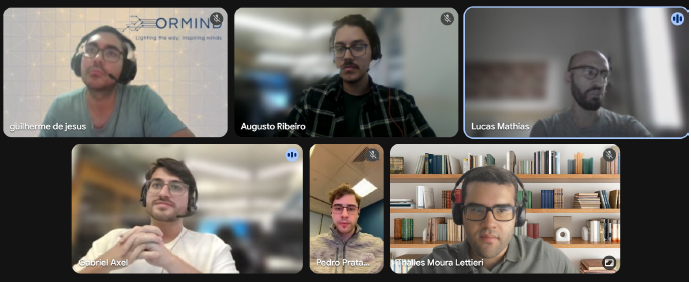 ORMIND
Lighting the way, inspiring minds.
guilherme de jesus
Augusto Ribeiro
Lucas Mathias
Gabriel Axel
Pedro Prata...
Thalles Moura Lettieri